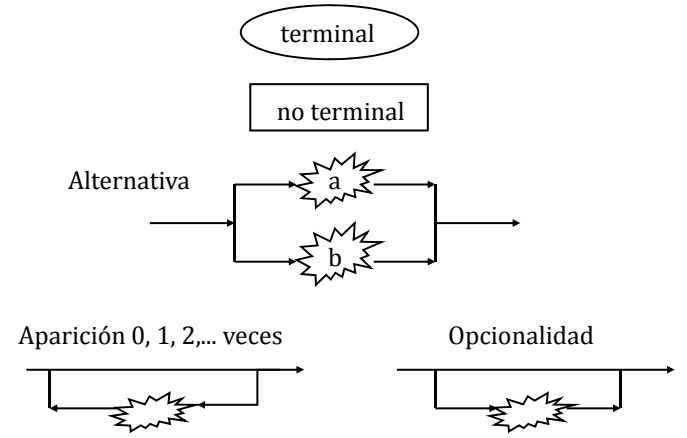 terminal
no terminal
Alternativa
a
b
Aparición 0, 1, 2,... veces
Opcionalidad